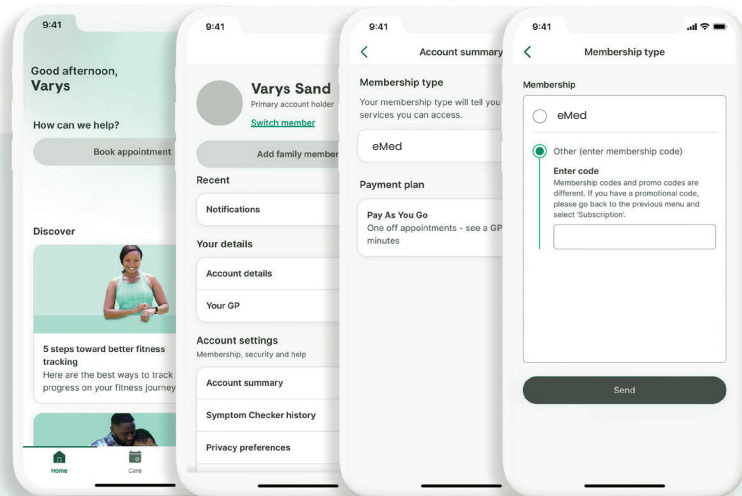 9:41
Good afternoon,
Varys
How can we help?
Book appointment
Discover
5 steps toward better fitness
tracking
Here are the best ways to track
progress on your fitness journey
Home
Care
9:41
Varys Sand
Primary account holder
Switch member
Add family member
Recent
Notifications
Your details
Account details
Your GP
Account settings
Membership, security and help
Account summary
Symptom Checker history
Privacy preferences
9:41
Account summary
Membership type
Your membership type will tell you
services you can access.
eMed
Payment plan
Pay As You Go
One off appointments - see a GP
minutes
9:41
Membership type
Membership
eMed
Other (enter membership code)
Enter code
Membership codes and promo codes are
different. If you have a promotional code,
please go back to the previous menu and
select 'Subscription'.
Send